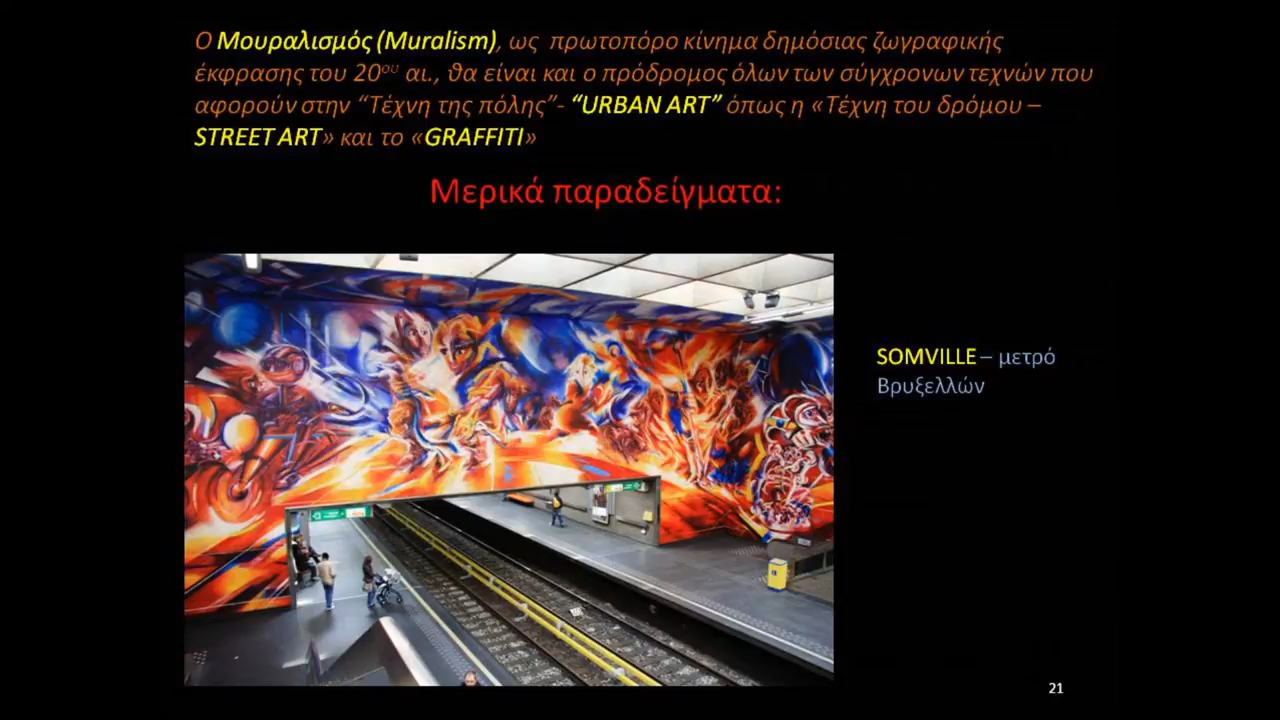 Ο Μουραλισμός (Muralism), ως πρωτοπόρο κίνημα δημόσιας ζωγραφικής
έκφρασης του 20ου αι., θα είναι και ο πρόδρομος όλων των σύγχρονων τεχνών που
αφορούν στην “Τέχνη της πόλης”- “URBAN ART” όπως η «Τέχνη του δρόμου –
STREET ART» και το «GRAFFITI»
Μερικά παραδείγματα:
SOMVILLE – μετρό
Βρυξελλών
21